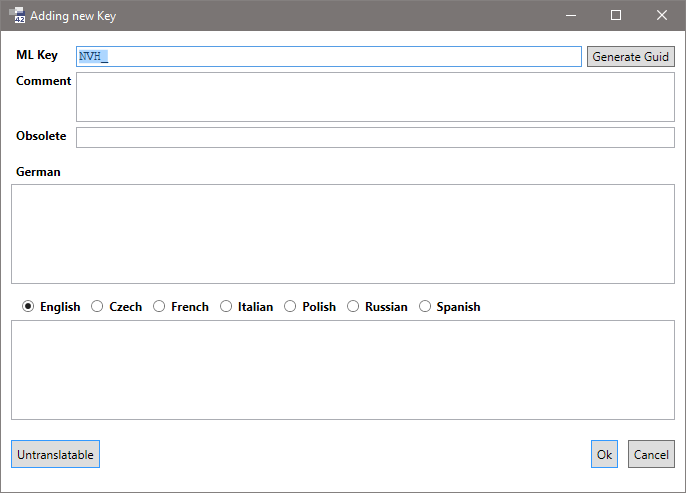 42 Adding new Key
ML Key NVH_ Generate Guid
Comment
Obsolete
German
English Czech French Italian Polish Russian Spanish
Untranslatable Ok Cancel